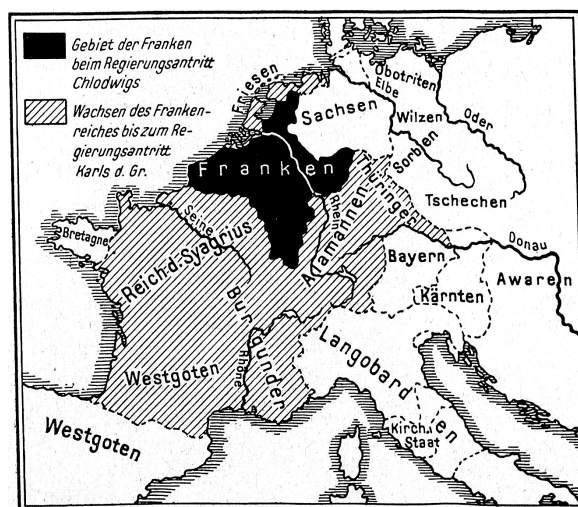 Gebiet der Franken
beim Regierungsantritt
Chlodwigs
Wachsen des Franken-
reiches bis zum Re-
gierungsantritt
Karls d. Gr.
Friesen
Sachsen
Obotriten
Elbe
Wilzen
Oder
Sorbien
Franken
Thüringer
Tschechen
Rhein
Seine
Bretagne
Reich-d-Syagrius
Alamannen
Bayern
Donau
Awaren
Kärnten
Burgunden
Langobarden
Westgoten
Rhône
Westgoten
Kirch.
Staat